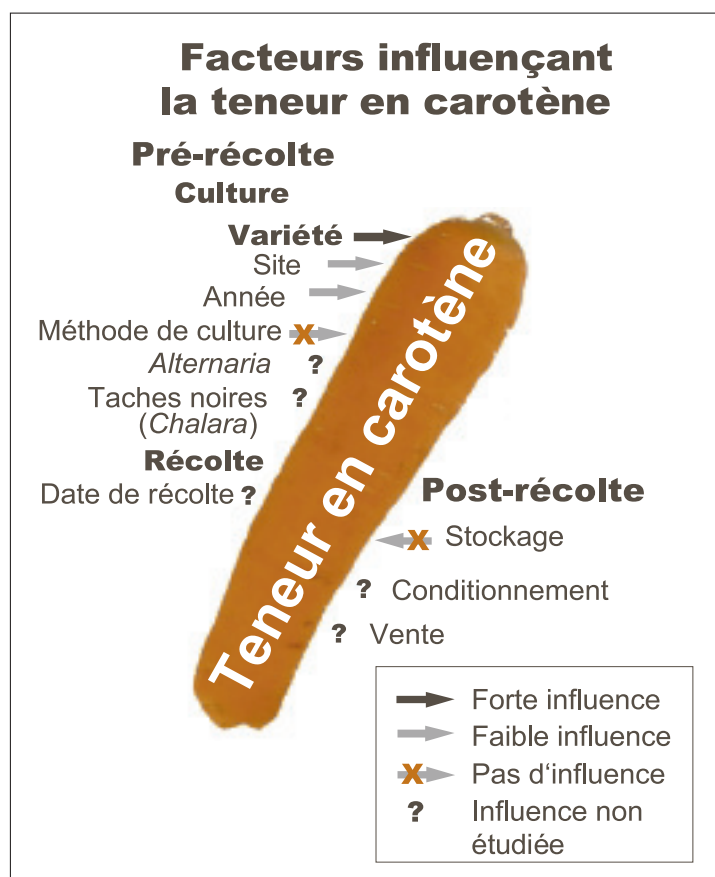 Facteurs influençant
la teneur en carotène
Pré-récolte
Culture
Variété
Site
Année
Méthode de culture X
Alternaria ?
Taches noires ?
(Chalara)
Récolte
Date de récolte ?
Teneur en carotène
Post-récolte
X Stockage
? Conditionnement
? Vente
Forte influence
Faible influence
X Pas d'influence
? Influence non
étudiée